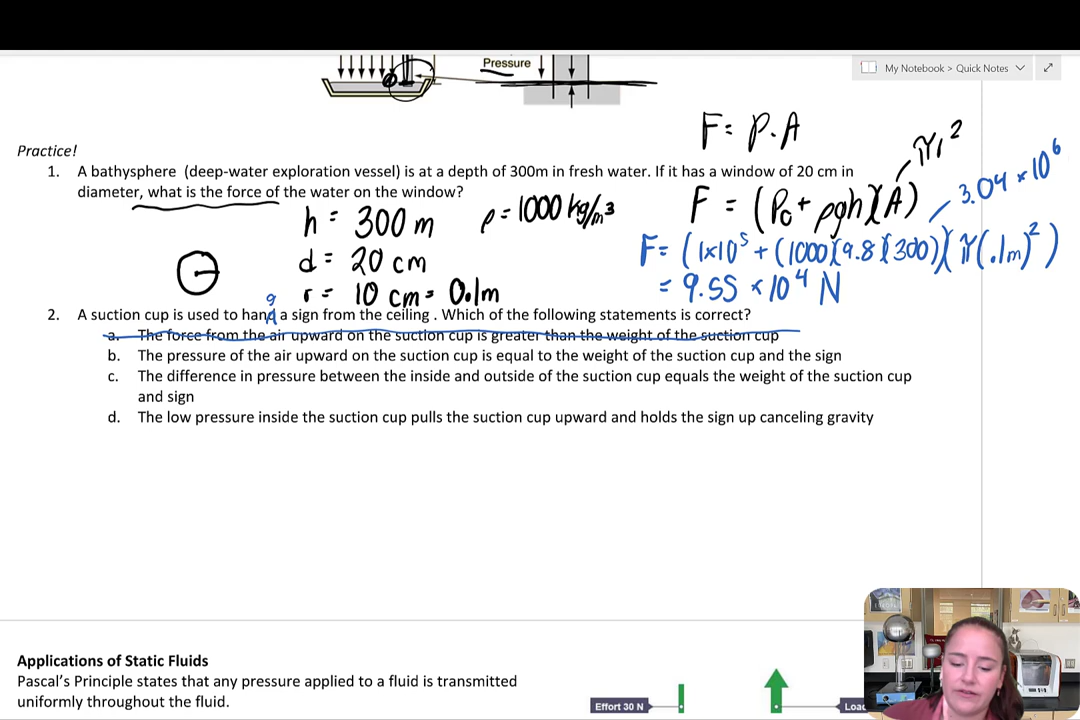 Pressure
My Notebook > Quick Notes
F = P·A
Practice!
πr²
1. A bathysphere (deep-water exploration vessel) is at a depth of 300m in fresh water. If it has a window of 20 cm in
diameter, what is the force of the water on the window?
3.04 × 10⁶
h = 300 m
ρ = 1000 kg/m³
F = (P₀ + ρgh)(A)
d = 20 cm
F = (1×10⁵ + (1000)(9.8)(300))(π(.1m)²)
r = 10 cm = 0.1m
= 9.55 × 10⁴ N
g
2. A suction cup is used to hand a sign from the ceiling . Which of the following statements is correct?
a. The force from the air upward on the suction cup is greater than the weight of the suction cup
b. The pressure of the air upward on the suction cup is equal to the weight of the suction cup and the sign
c. The difference in pressure between the inside and outside of the suction cup equals the weight of the suction cup
and sign
d. The low pressure inside the suction cup pulls the suction cup upward and holds the sign up canceling gravity
Applications of Static Fluids
Pascal's Principle states that any pressure applied to a fluid is transmitted
uniformly throughout the fluid.
Effort 30 N